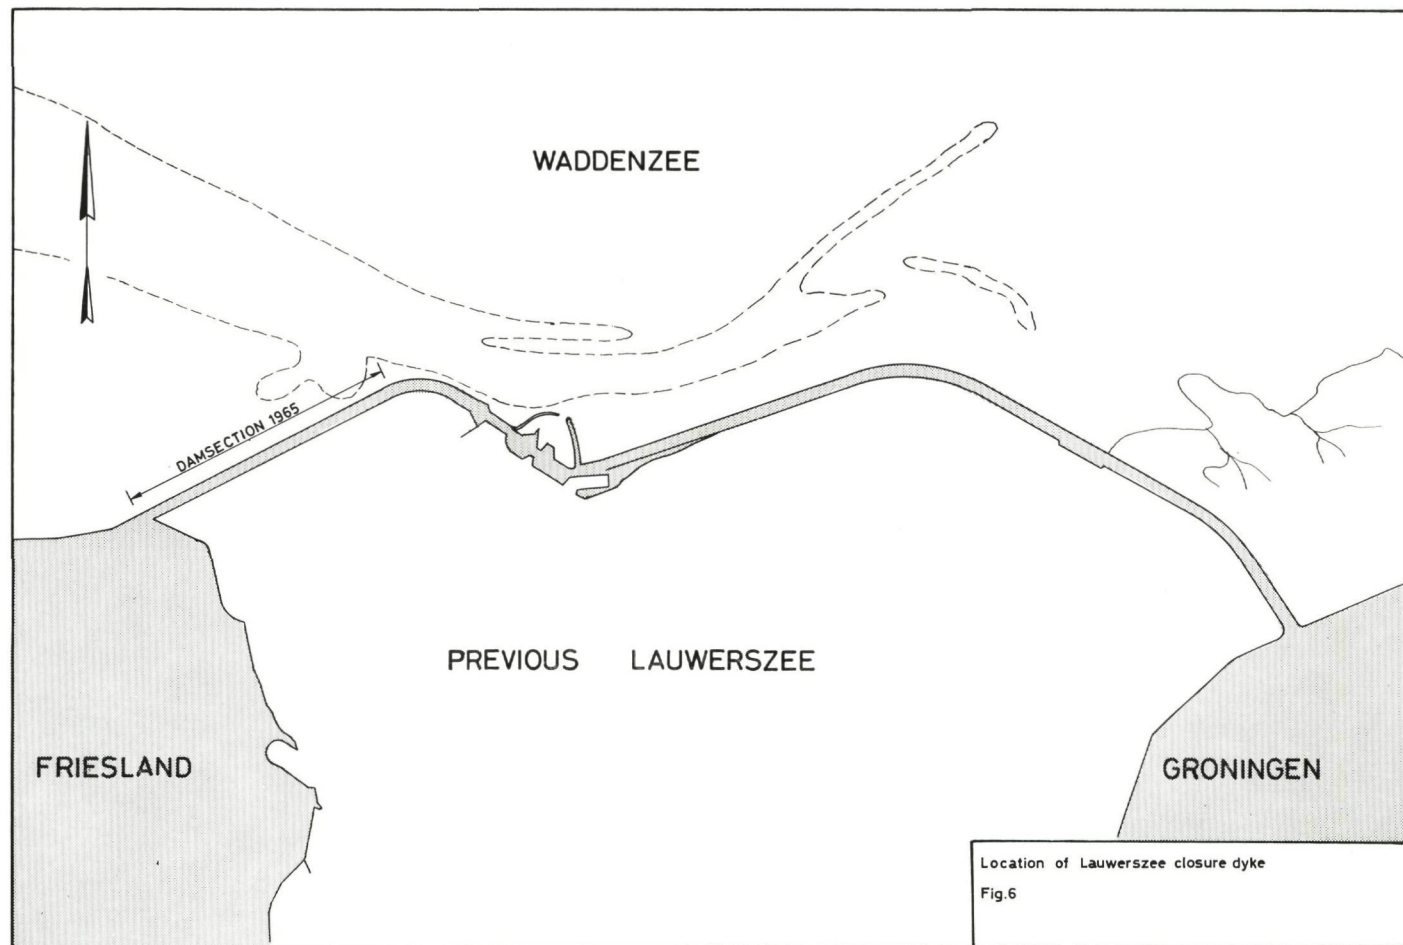 WADDENZEE
DAMSECTION 1965
PREVIOUS LAUWERSZEE
FRIESLAND
GRONINGEN
Location of Lauwerszee closure dyke
Fig.6